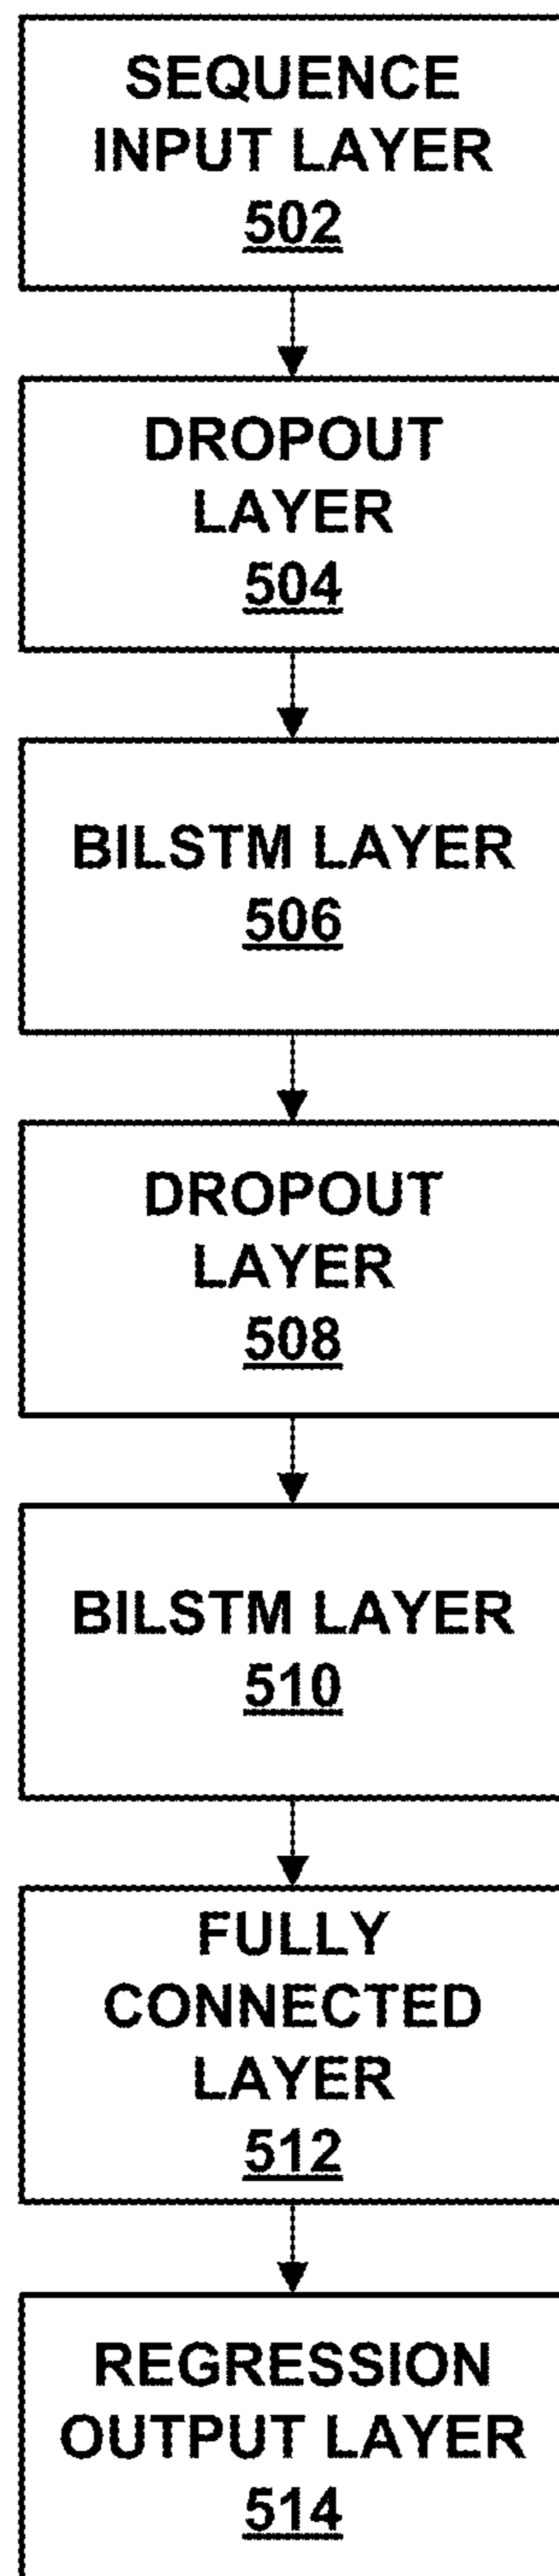 SEQUENCE
INPUT LAYER
502
DROPOUT
LAYER
504
BILSTM LAYER
506
DROPOUT
LAYER
508
BILSTM LAYER
510
FULLY
CONNECTED
LAYER
512
REGRESSION
OUTPUT LAYER
514